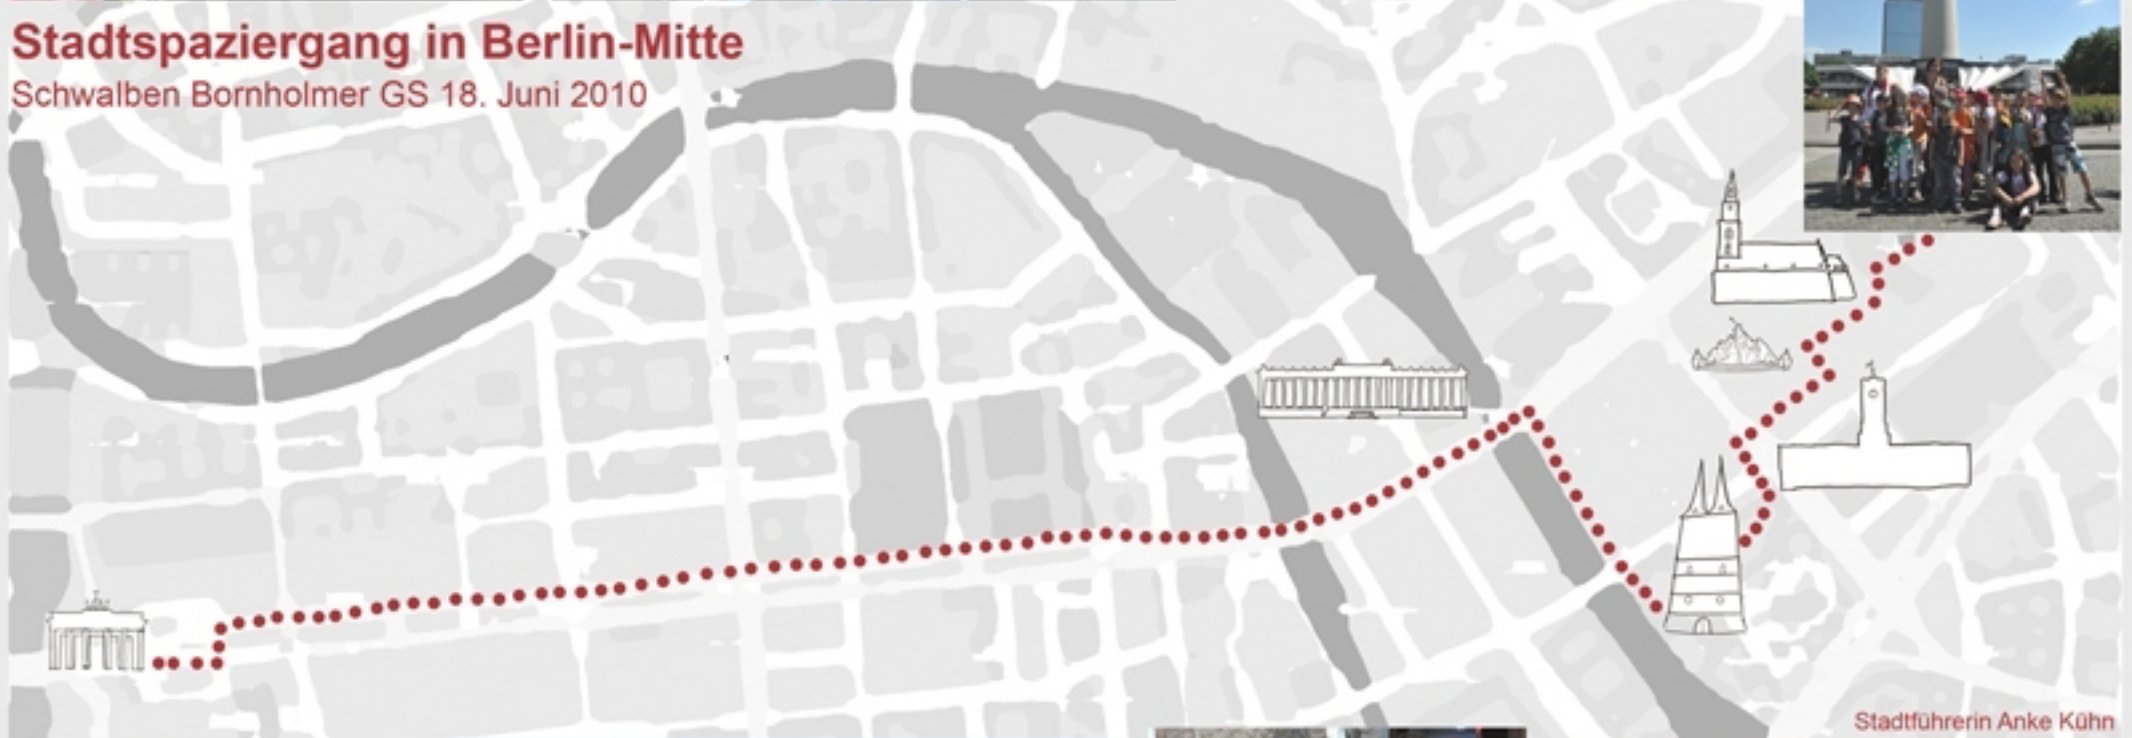 Stadtspaziergang in Berlin-Mitte
Schwalben Bornholmer GS 18. Juni 2010
Stadtführerin Anke Kühn